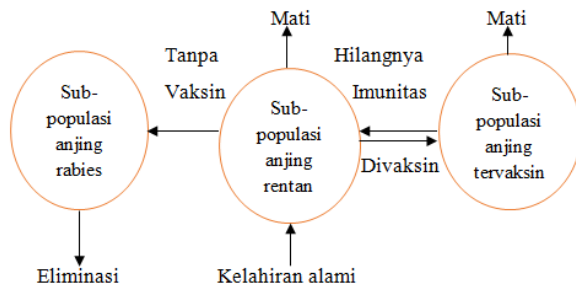 Mati
Mati
Tanpa
Vaksin
Hilangnya
Imunitas
Sub-
populasi
anjing
rabies
Sub-
populasi
anjing
rentan
Sub-
populasi
anjing
tervaksin
Divaksin
Eliminasi
Kelahiran alami